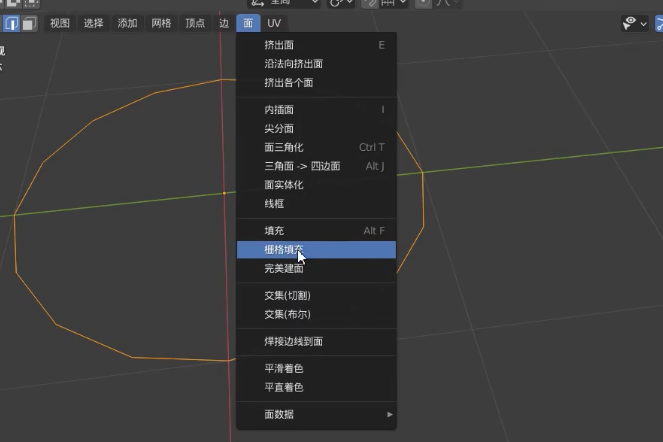 全局
视图 选择 添加 网格 顶点 边 面 UV
视
挤出面 E
沿法向挤出面
挤出各个面
内插面 I
尖分面
面三角化 Ctrl T
三角面 -> 四边面 Alt J
面实体化
线框
填充 Alt F
栅格填充
完美建面
交集(切割)
交集(布尔)
焊接边线到面
平滑着色
平直着色
面数据